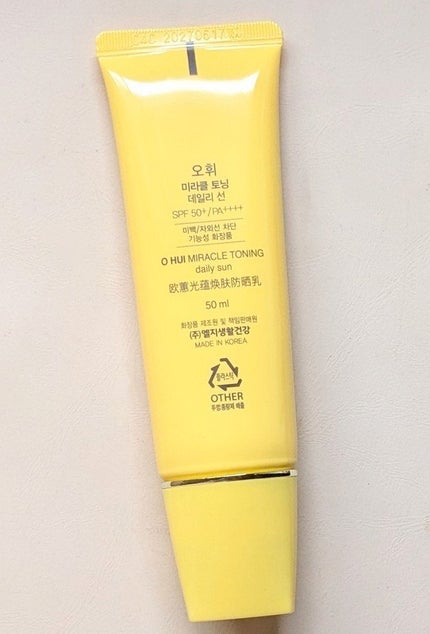 오휘
미라클 토닝
데일리 선
SPF 50+/PA++++
미백/자외선 차단
기능성 화장품
O HUI MIRACLE TONING
daily sun
欧蕙光蕴焕肤防晒乳
50 ml
화장품 제조원 및 책임판매원
(주)엘지생활건강
MADE IN KOREA
플라스틱
OTHER